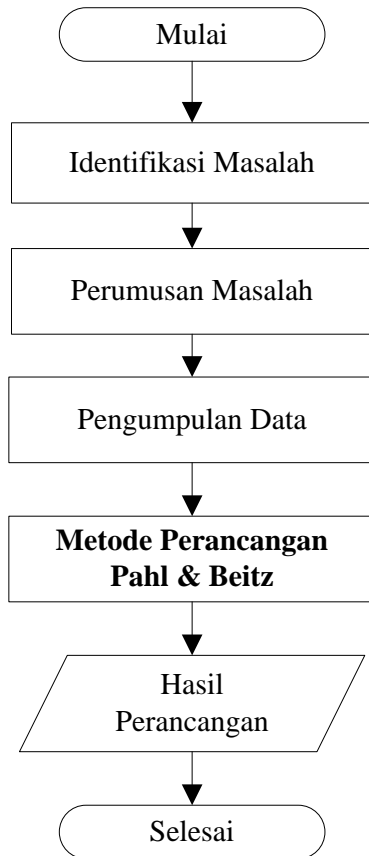 Mulai
Identifikasi Masalah
Perumusan Masalah
Pengumpulan Data
Metode Perancangan
Pahl & Beitz
Hasil
Perancangan
Selesai